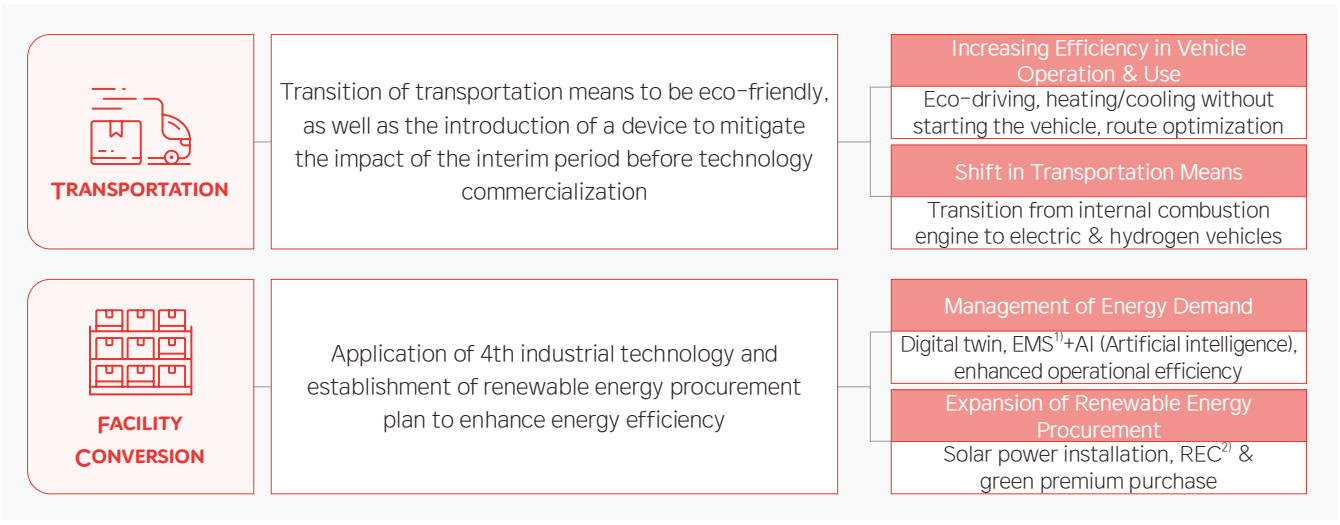 TRANSPORTATION
Transition of transportation means to be eco-friendly,
as well as the introduction of a device to mitigate
the impact of the interim period before technology
commercialization
Increasing Efficiency in Vehicle
Operation & Use
Eco-driving, heating/cooling without
starting the vehicle, route optimization
Shift in Transportation Means
Transition from internal combustion
engine to electric & hydrogen vehicles
FACILITY
CONVERSION
Application of 4th industrial technology and
establishment of renewable energy procurement
plan to enhance energy efficiency
Management of Energy Demand
Digital twin, EMS1)+AI (Artificial intelligence),
enhanced operational efficiency
Expansion of Renewable Energy
Procurement
Solar power installation, REC2) &
green premium purchase